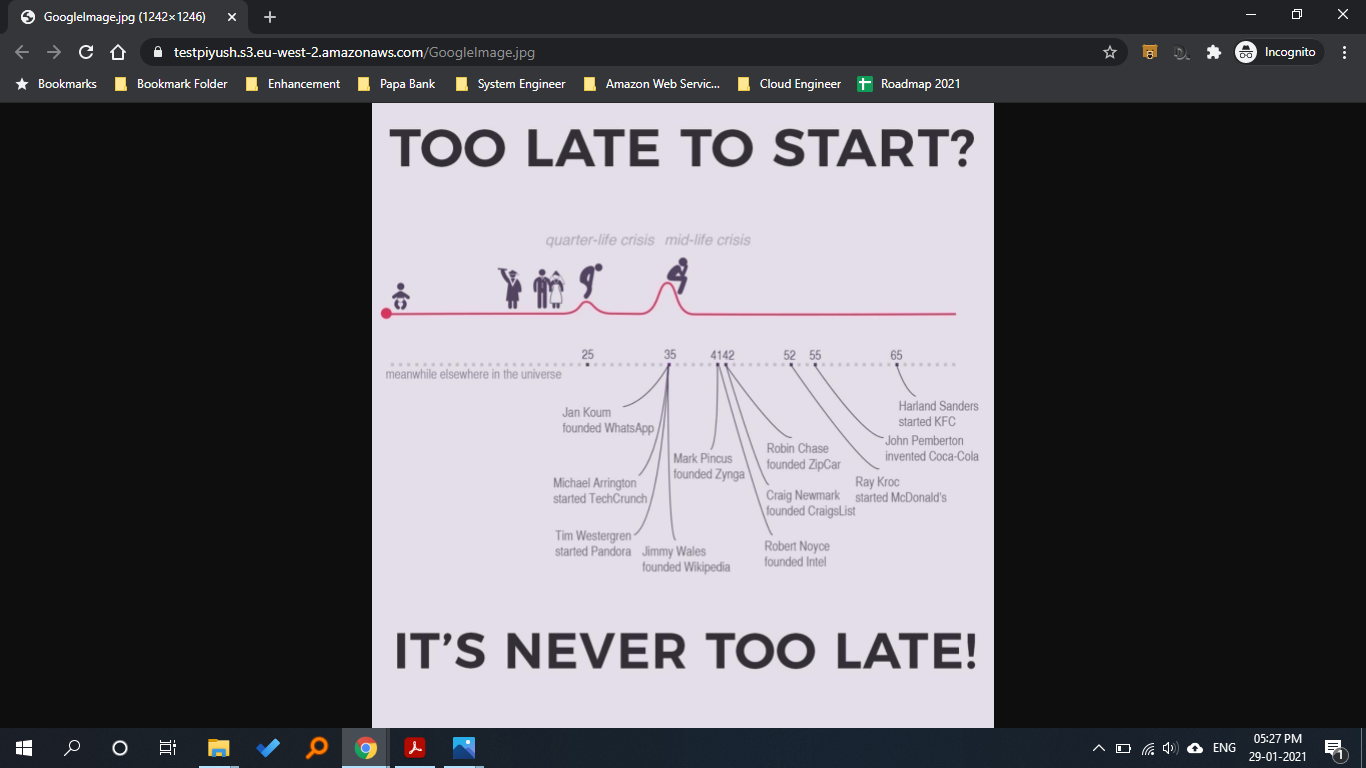 GoogleImage.jpg (1242×1246)
testpiyush.s3.eu-west-2.amazonaws.com/GoogleImage.jpg
Incognito
Bookmarks
Bookmark Folder
Enhancement
Papa Bank
System Engineer
Amazon Web Servic...
Cloud Engineer
Roadmap 2021
TOO LATE TO START?
quarter-life crisis
mid-life crisis
25
35
41 42
52
55
65
meanwhile elsewhere in the universe
Jan Koum
founded WhatsApp
Michael Arrington
started TechCrunch
Tim Westergren
started Pandora
Jimmy Wales
founded Wikipedia
Mark Pincus
founded Zynga
Robin Chase
founded ZipCar
Craig Newmark
founded CraigsList
Robert Noyce
founded Intel
Ray Kroc
started McDonald's
John Pemberton
invented Coca-Cola
Harland Sanders
started KFC
IT'S NEVER TOO LATE!
ENG
05:27 PM
29-01-2021
1